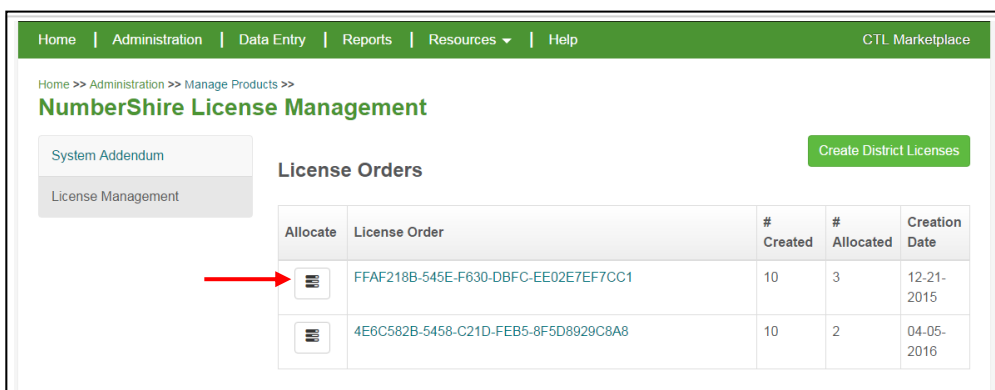 Home | Administration | Data Entry | Reports | Resources | Help CTL Marketplace
Home >> Administration >> Manage Products >>
NumberShire License Management
System Addendum
License Management
Create District Licenses
License Orders
Allocate License Order # Created # Allocated Creation Date
FFAF218B-545E-F630-DBFC-EE02E7EF7CC1 10 3 12-21-2015
4E6C582B-5458-C21D-FEB5-8F5D8929C8A8 10 2 04-05-2016